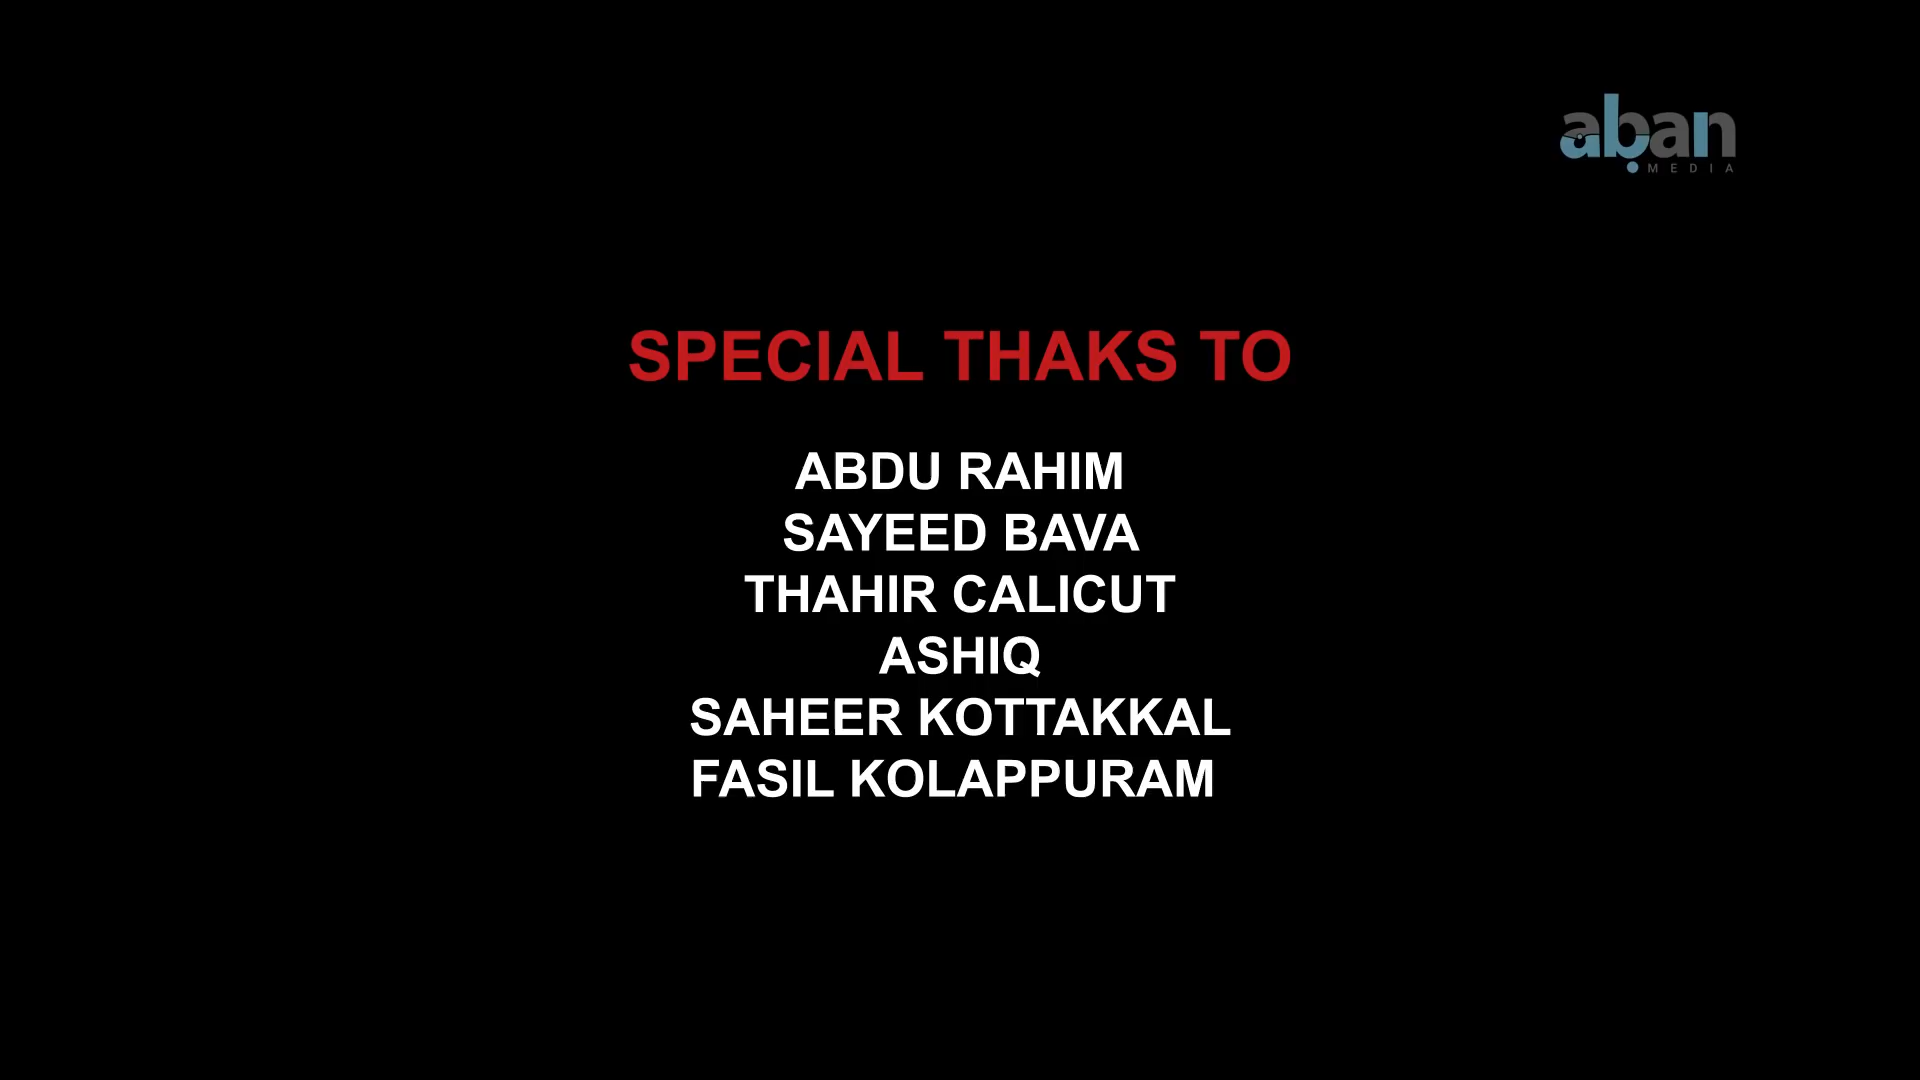 aban
MEDIA
SPECIAL THAKS TO
ABDU RAHIM
SAYEED BAVA
THAHIR CALICUT
ASHIQ
SAHEER KOTTAKKAL
FASIL KOLAPPURAM